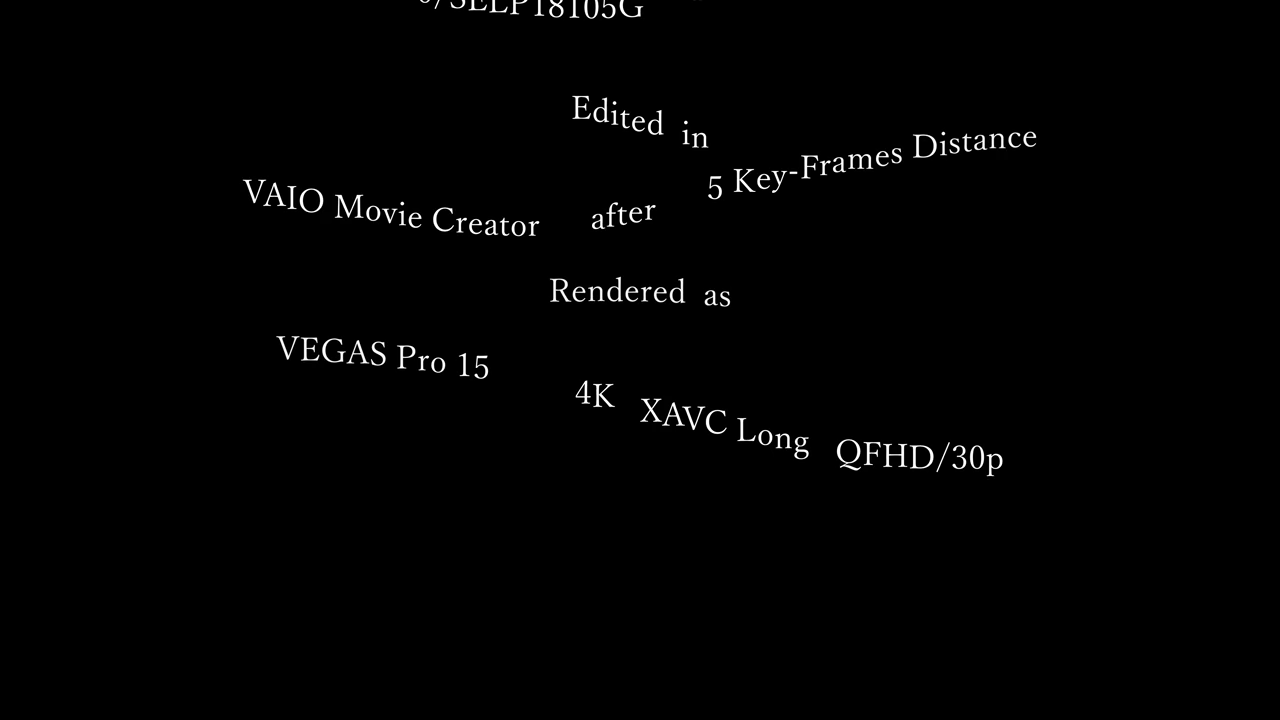 SELP18105G
Edited in
5 Key-Frames Distance
VAIO Movie Creator after
Rendered as
VEGAS Pro 15
4K XAVC Long QFHD/30p